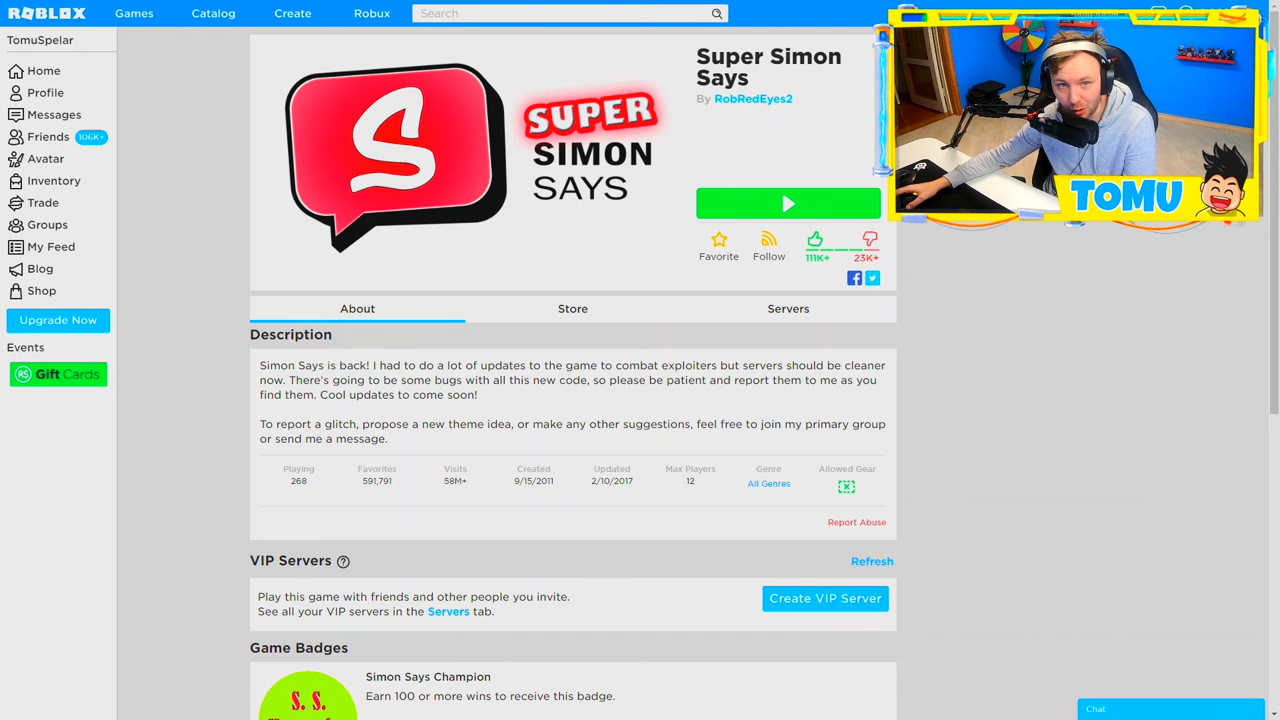 ROBLOX
Games
Catalog
Create
Robux
Search
TomuSpelar
Home
Profile
Messages
Friends 106K+
Avatar
Inventory
Trade
Groups
My Feed
Blog
Shop
Upgrade Now
Events
Gift Cards
S
SUPER
SIMON
SAYS
Super Simon
Says
By RobRedEyes2
Favorite
Follow
111K+
23K+
TOMU
About
Store
Servers
Description
Simon Says is back! I had to do a lot of updates to the game to combat exploiters but servers should be cleaner
now. There's going to be some bugs with all this new code, so please be patient and report them to me as you
find them. Cool updates to come soon!
To report a glitch, propose a new theme idea, or make any other suggestions, feel free to join my primary group
or send me a message.
Playing
Favorites
Visits
Created
Updated
Max Players
Genre
Allowed Gear
268
591,791
58M+
9/15/2011
2/10/2017
12
All Genres
Report Abuse
VIP Servers
Refresh
Play this game with friends and other people you invite.
See all your VIP servers in the Servers tab.
Create VIP Server
Game Badges
Simon Says Champion
Earn 100 or more wins to receive this badge.
S. S.
Chat